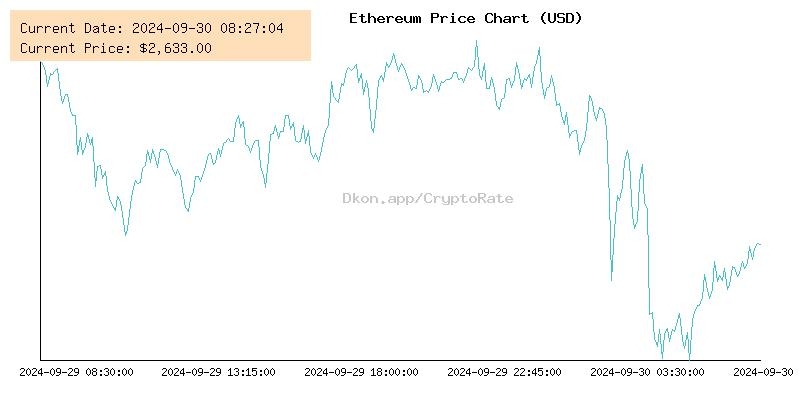 Ethereum Price Chart (USD)
Current Date: 2024-09-30 08:27:04
Current Price: $2,633.00
Dkon.app/CryptoRate
2024-09-29 08:30:00
2024-09-29 13:15:00
2024-09-29 18:00:00
2024-09-29 22:45:00
2024-09-30 03:30:00
2024-09-30